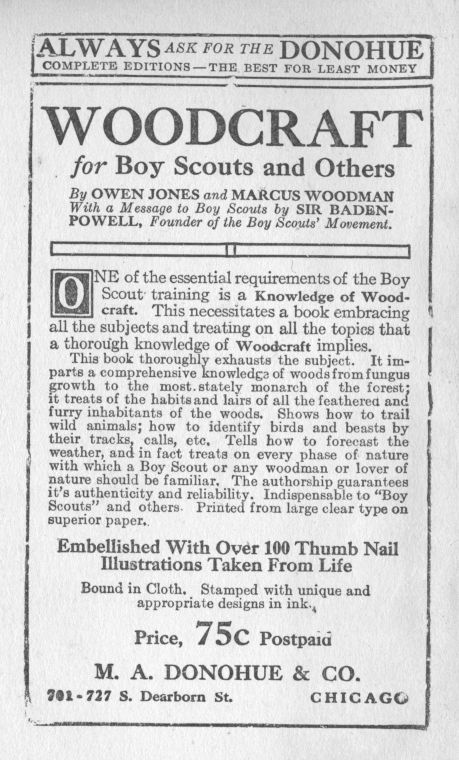 ALWAYS ASK FOR THE DONOHUE
COMPLETE EDITIONS—THE BEST FOR LEAST MONEY
WOODCRAFT
for Boy Scouts and Others
By OWEN JONES and MARCUS WOODMAN
With a Message to Boy Scouts by SIR BADEN-
POWELL, Founder of the Boy Scouts' Movement.
ONE of the essential requirements of the Boy
Scout training is a Knowledge of Wood-
craft. This necessitates a book embracing
all the subjects and treating on all the topics that
a thorough knowledge of Woodcraft implies.
This book thoroughly exhausts the subject. It im-
parts a comprehensive knowledge of woods from fungus
growth to the most. stately monarch of the forest;
it treats of the habits and lairs of all the feathered and
furry inhabitants of the woods. Shows how to trail
wild animals; how to identify birds and beasts by
their tracks, calls, etc. Tells how to forecast the
weather, and in fact treats on every phase of nature
with which a Boy Scout or any woodman or lover of
nature should be familiar. The authorship guarantees
it's authenticity and reliability. Indispensable to "Boy
Scouts" and others. Printed from large clear type on
superior paper.
Embellished With Over 100 Thumb Nail
Illustrations Taken From Life
Bound in Cloth. Stamped with unique and
appropriate designs in ink.
Price, 75c Postpaid
M. A. DONOHUE & CO.
701-727 S. Dearborn St. CHICAGO